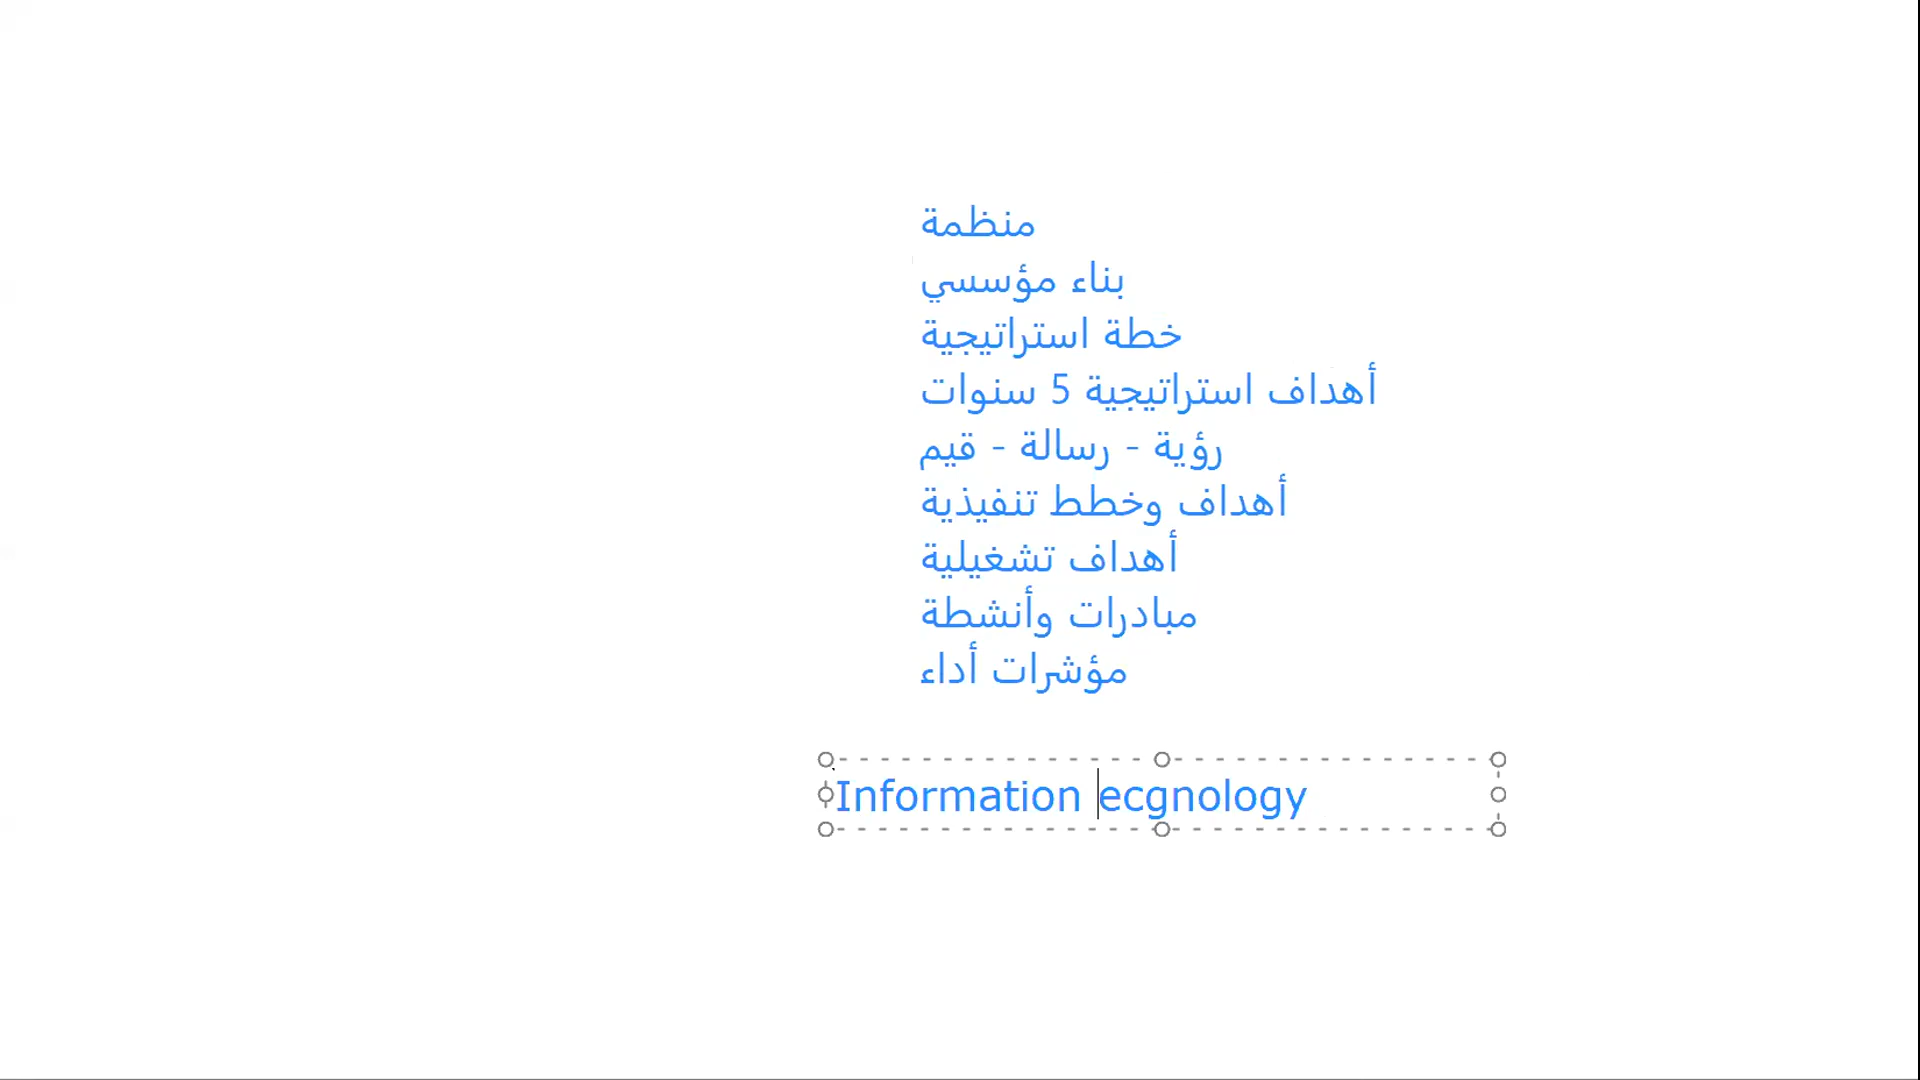 منظمة
بناء مؤسسي
خطة استراتيجية
أهداف استراتيجية 5 سنوات
رؤية - رسالة - قيم
أهداف وخطط تنفيذية
أهداف تشغيلية
مبادرات وأنشطة
مؤشرات أداء
Information ecgnology